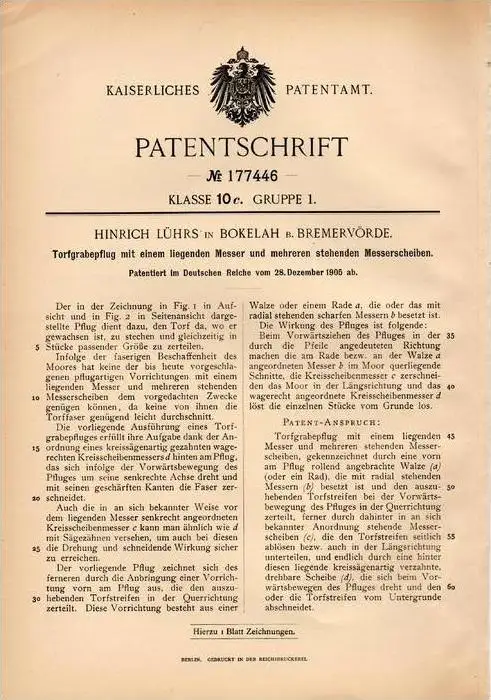 KAISERLICHES PATENTAMT.
PATENTSCHRIFT
— № 177446 —
KLASSE 10c. GRUPPE 1.
HINRICH LÜHRS IN BOKELAH B. BREMERVÖRDE.
Torfgrabepflug mit einem liegenden Messer und mehreren stehenden Messerscheiben.
Patentiert im Deutschen Reiche vom 28. Dezember 1905 ab.
Der in der Zeichnung in Fig. 1 in Auf-
sicht und in Fig. 2 in Seitenansicht darge-
stellte Pflug dient dazu, den Torf da, wo er
gewachsen ist, zu stechen und gleichzeitig in
5 Stücke passender Größe zu zerteilen.
Infolge der faserigen Beschaffenheit des
Moores hat keine der bis heute vorgeschla-
genen pflugartigen Vorrichtungen mit einem
liegenden Messer und mehreren stehenden
10 Messerscheiben dem vorgedachten Zwecke
genügen können, da keine von ihnen die
Torffaser genügend leicht durchschnitt.
Die vorliegende Ausführung eines Torf-
grabepfluges erfüllt ihre Aufgabe dank der An-
15 ordnung eines kreissägenartig gezahnten wage-
rechten Kreisscheibenmessers d hinten am Pflug,
das sich infolge der Vorwärtsbewegung des
Pfluges um seine senkrechte Achse dreht und
mit seinen geschärften Kanten die Faser zer-
20 schneidet.
Auch die in an sich bekannter Weise vor
dem liegenden Messer senkrecht angeordneten
Kreisscheibenmesser c kann man ähnlich wie d
mit Sägezähnen versehen, um auch bei diesen
25 die Drehung und schneidende Wirkung sicher
zu erreichen.
Der vorliegende Pflug zeichnet sich des
ferneren durch die Anbringung einer Vorrich-
tung vorn am Pflug aus, die den auszu-
30 hebenden Torfstreifen in der Querrichtung
zerteilt. Diese Vorrichtung besteht aus einer
Walze oder einem Rade a, die oder das mit
radial stehenden scharfen Messern b besetzt ist.
Die Wirkung des Pfluges ist folgende:
Beim Vorwärtsziehen des Pfluges in der 35
durch die Pfeile angedeuteten Richtung
machen die am Rade bezw. an der Walze a
angeordneten Messer b im Moor querliegende
Schnitte, die Kreisscheibenmesser c zerschnei-
den das Moor in der Längsrichtung und das 40
wagerecht angeordnete Kreisscheibenmesser d
löst die einzelnen Stücke vom Grunde los.
PATENT-ANSPRUCH:
Torfgrabepflug mit einem liegenden 45
Messer und mehreren stehenden Messer-
scheiben, gekennzeichnet durch eine vorn
am Pflug rollend angebrachte Walze (a)
(oder ein Rad), die mit radial stehenden
Messern (b) besetzt ist und den auszu- 50
hebenden Torfstreifen bei der Vorwärts-
bewegung des Pfluges in der Querrichtung
zerteilt, ferner durch dahinter in an sich
bekannter Anordnung stehende Messer-
scheiben (c), die den Torfstreifen seitlich 55
ablösen bezw. auch in der Längsrichtung
unterteilen, und endlich durch eine hinter
diesen liegende kreissägenartig verzahnte,
drehbare Scheibe (d), die sich beim Vor-
wärtsbewegen des Pfluges dreht und den 60
oder die Torfstreifen vom Untergrunde
abschneidet.
Hierzu 1 Blatt Zeichnungen.
BERLIN. GEDRUCKT IN DER REICHSDRUCKEREI.